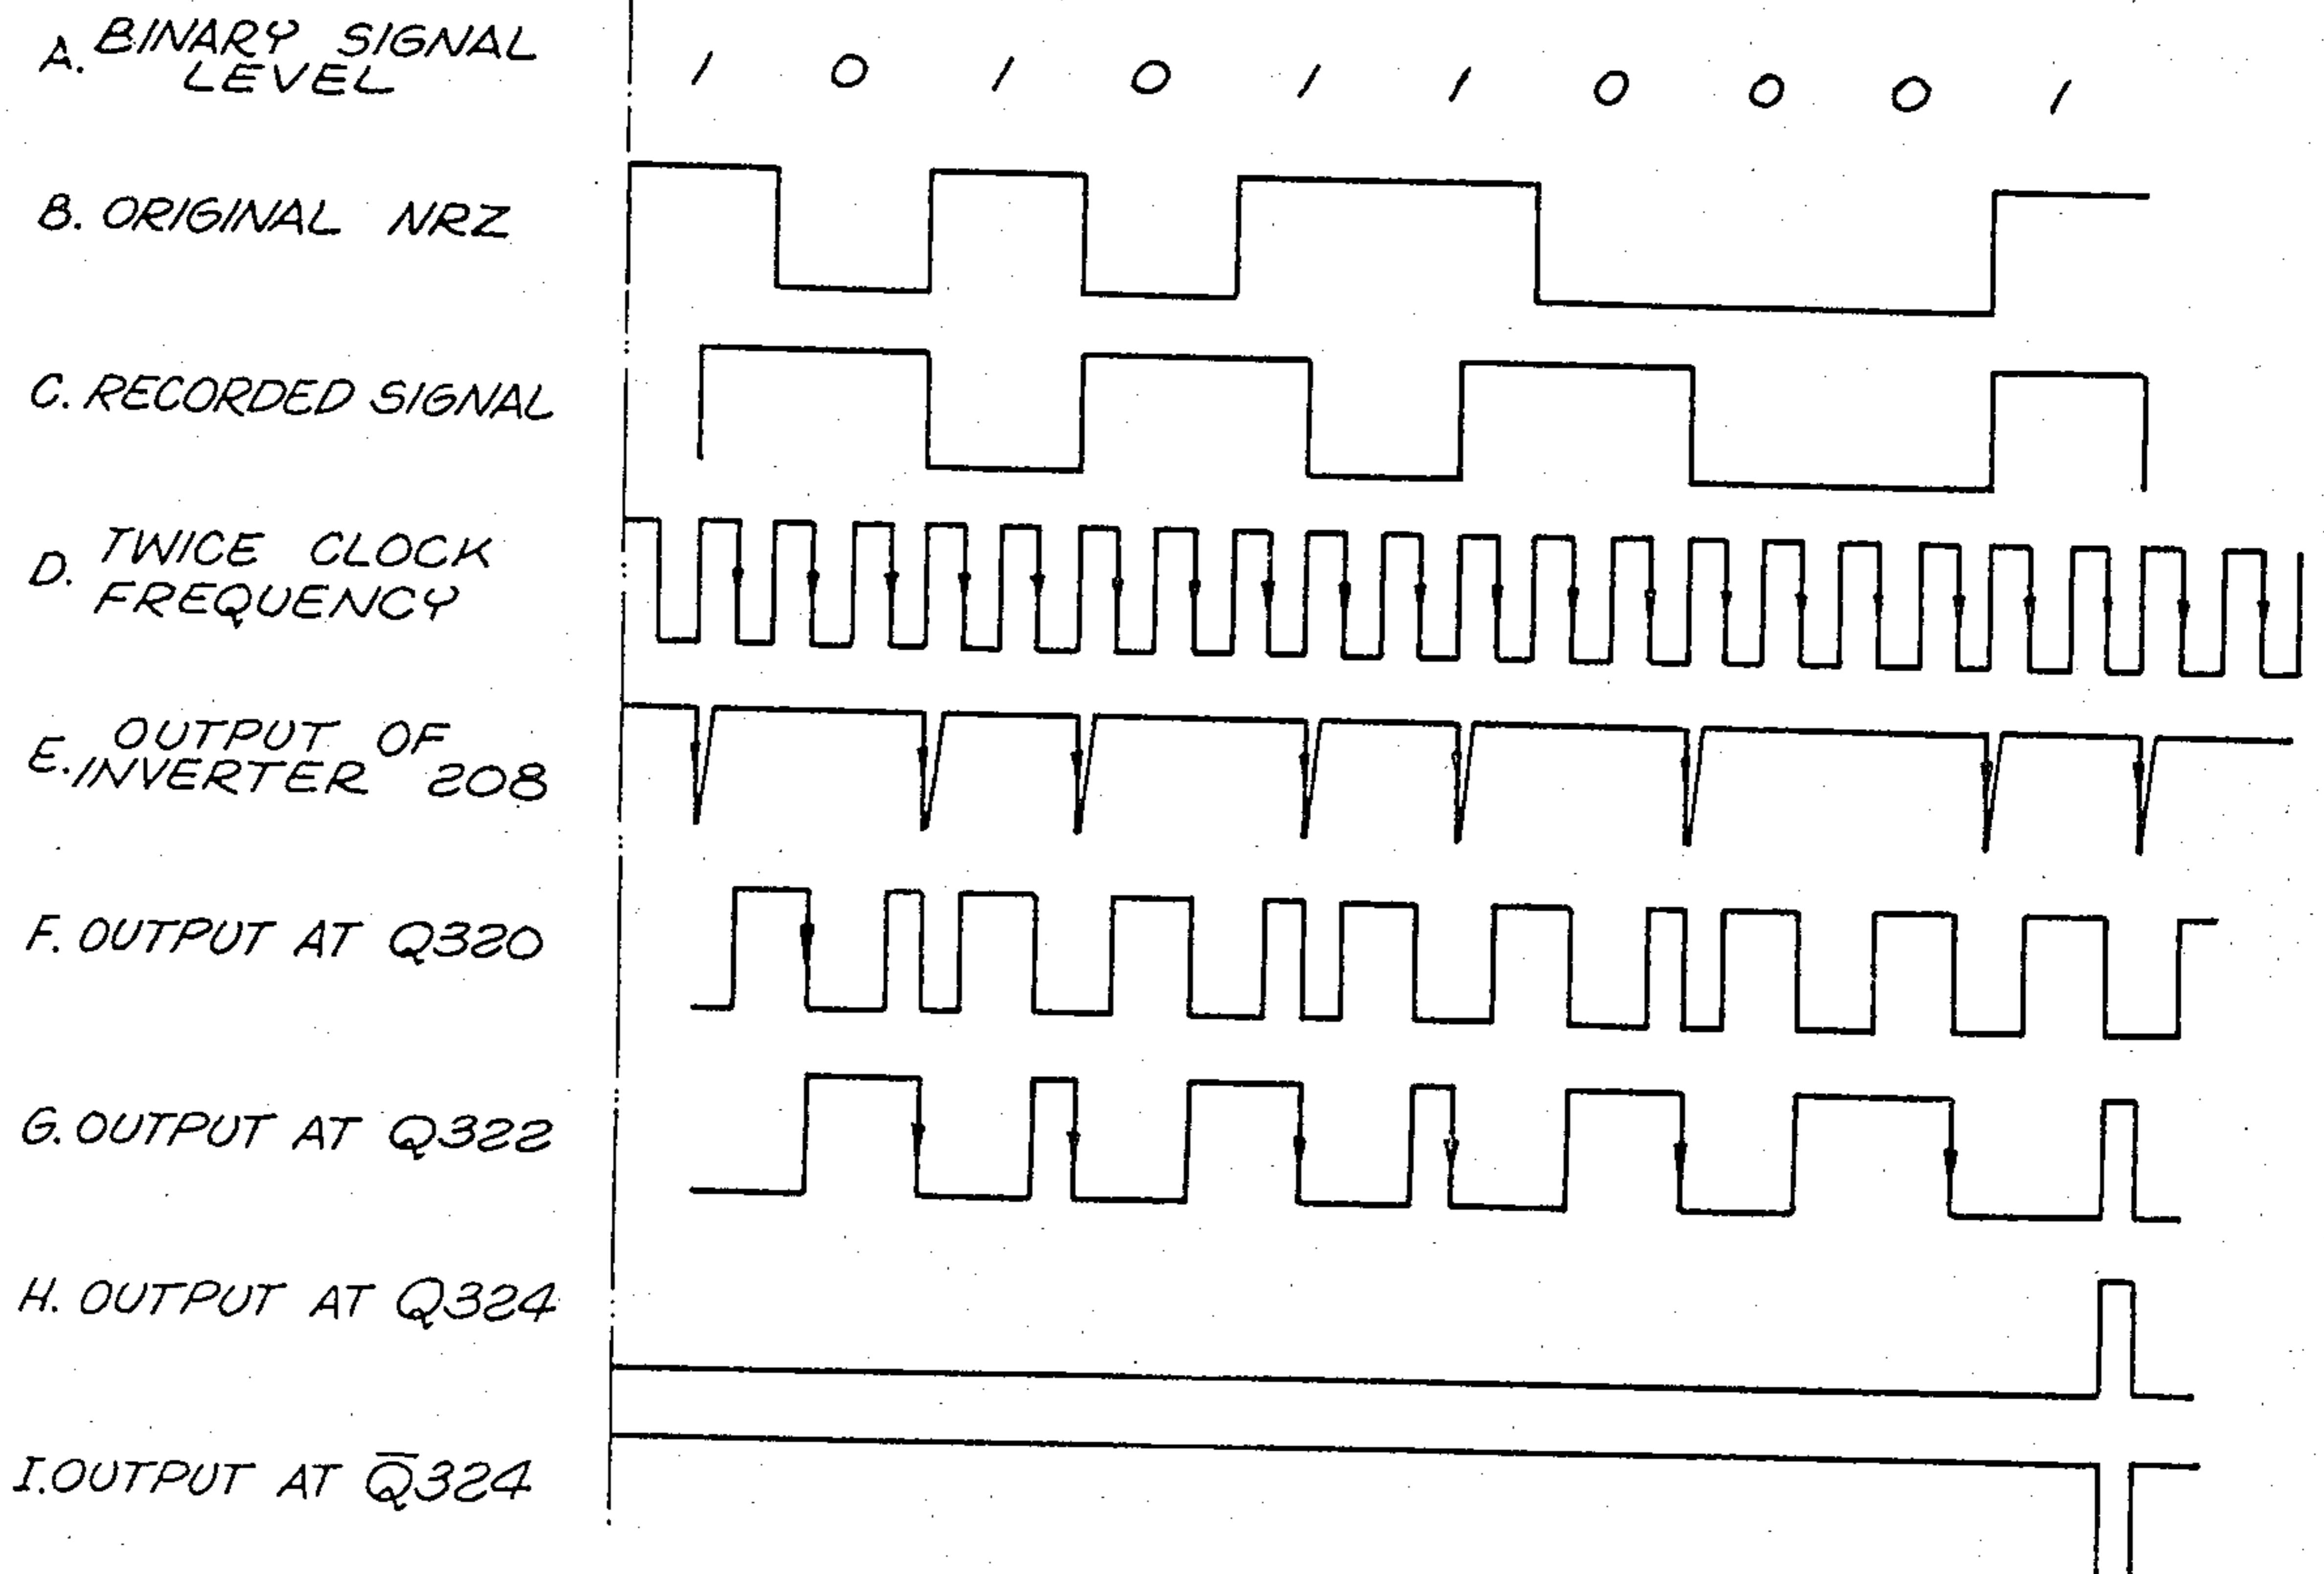 A. BINARY SIGNAL
LEVEL
1 0 1 0 1 1 0 0 0 1
B. ORIGINAL NRZ
C. RECORDED SIGNAL
D. TWICE CLOCK
FREQUENCY
E. OUTPUT OF
INVERTER 208
F. OUTPUT AT Q320
G. OUTPUT AT Q322
H. OUTPUT AT Q324
I. OUTPUT AT Q̅324